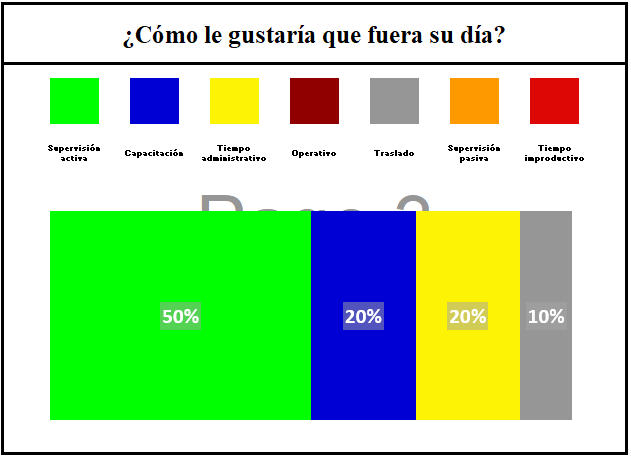 ¿Cómo le gustaría que fuera su día?
Supervisión
activa
Capacitación
Tiempo
administrativo
Operativo
Traslado
Supervisión
pasiva
Tiempo
improductivo
50%
20%
20%
10%